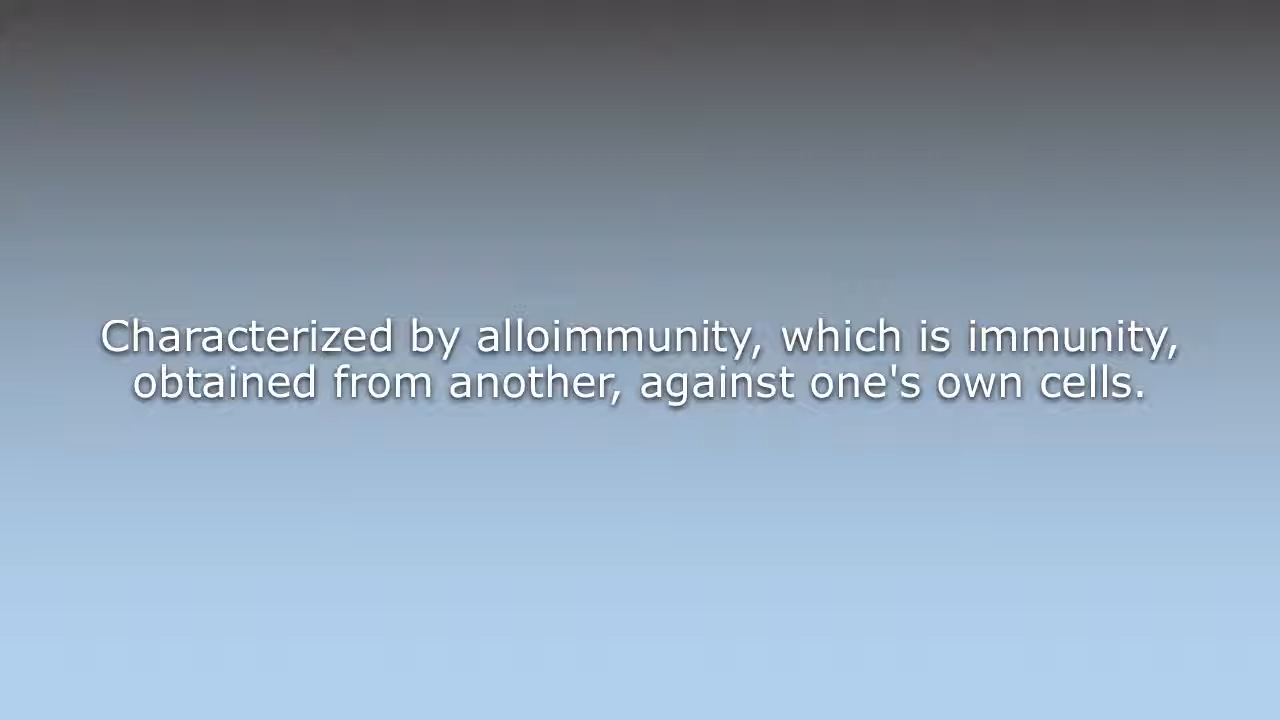 Characterized by alloimmunity, which is immunity,
obtained from another, against one's own cells.